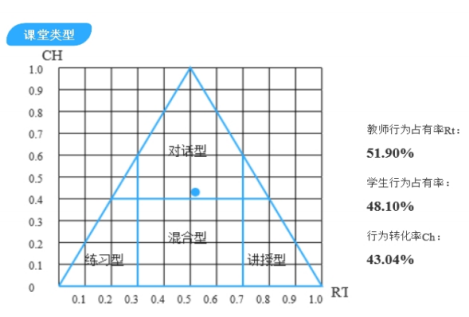 课堂类型
CH
1.0
0.9
0.8
0.7
0.6
0.5
0.4
0.3
0.2
0.1
0
对话型
混合型
练习型
讲授型
0.1 0.2 0.3 0.4 0.5 0.6 0.7 0.8 0.9 1.0
RT
教师行为占有率Rt：
51.90%
学生行为占有率：
48.10%
行为转化率Ch：
43.04%